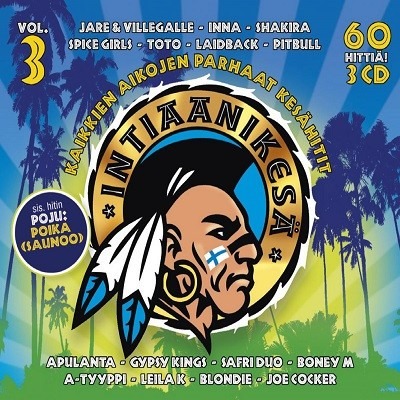 VOL.
3
JARE & VILLEGALLE - INNA - SHAKIRA
SPICE GIRLS - TOTO - LAIDBACK - PITBULL
60
HITTIÄ!
3 CD
KAIKKIEN AIKOJEN PARHAAT KESÄHITIT
* INTIAANIKESÄ *
sis. hitin
POJU:
POIKA
(SAUNOO)
APULANTA - GYPSY KINGS - SAFRI DUO - BONEY M
A-TYYPPI - LEILA K - BLONDIE - JOE COCKER